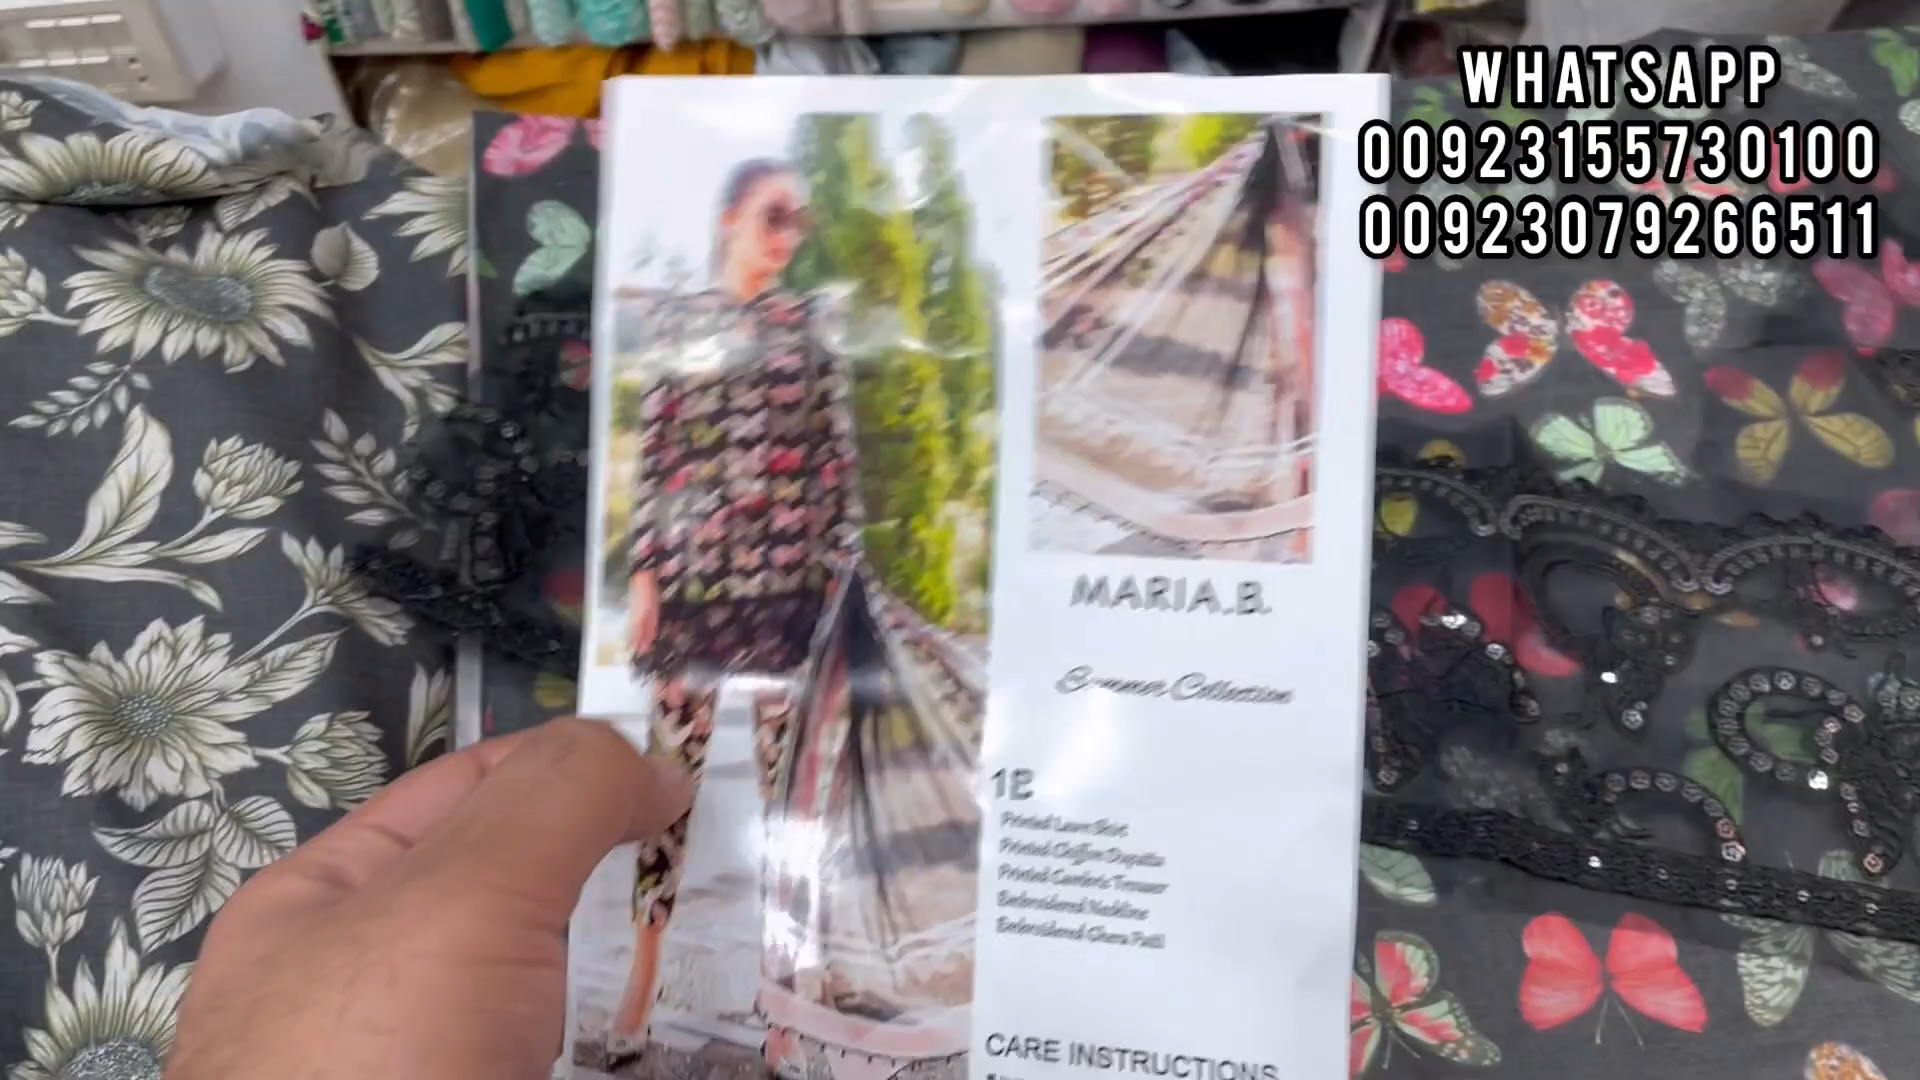 WHATSAPP
00923155730100
00923079266511
MARIA.B.
Summer Collection
1B
Printed Lawn Shirt
Printed Chiffon Dupatta
Printed Cambric Trouser
Embroidered Neckline
Embroidered Ghera Patti
CARE INSTRUCTIONS